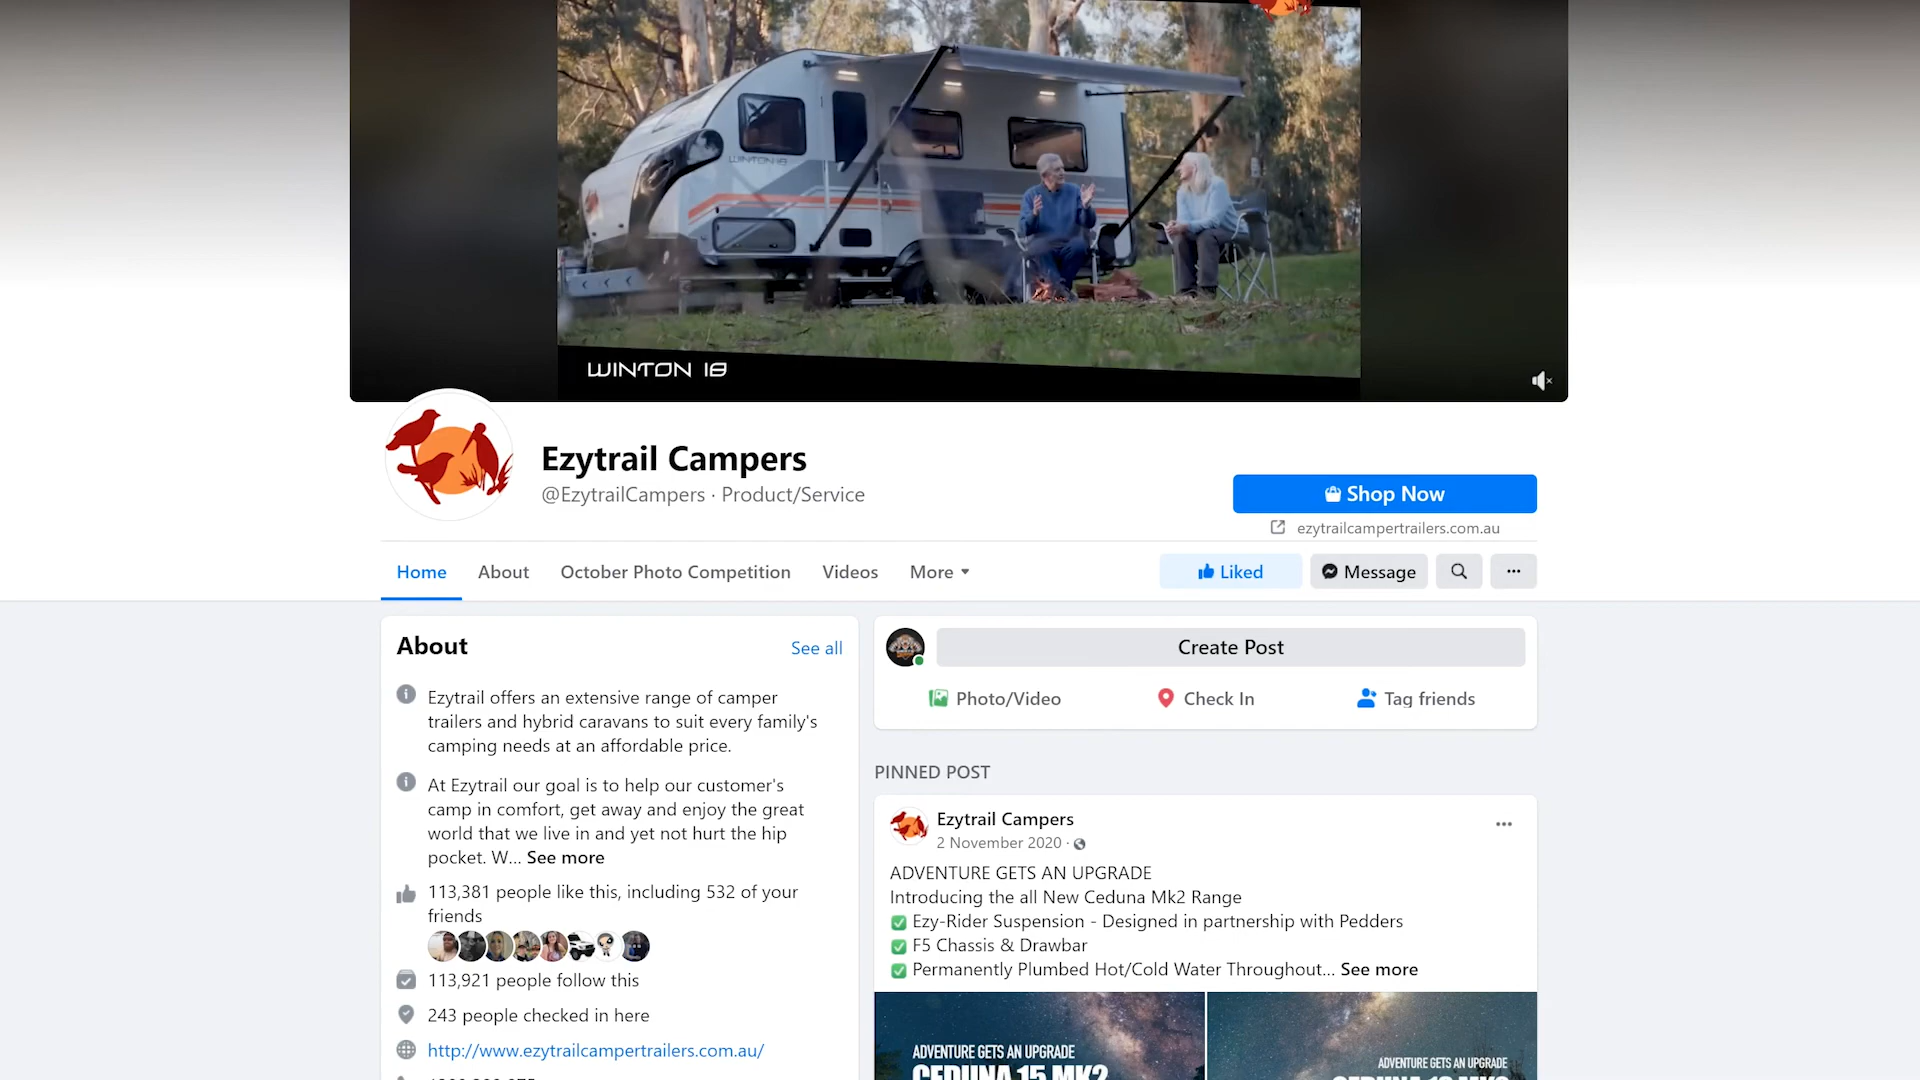 WINTON 18
WINTON 18
Ezytrail Campers
@EzytrailCampers · Product/Service
Shop Now
ezytrailcampertrailers.com.au
Home
About
October Photo Competition
Videos
More
Liked
Message
About
See all
Ezytrail offers an extensive range of camper
trailers and hybrid caravans to suit every family's
camping needs at an affordable price.
At Ezytrail our goal is to help our customer's
camp in comfort, get away and enjoy the great
world that we live in and yet not hurt the hip
pocket. W... See more
113,381 people like this, including 532 of your
friends
113,921 people follow this
243 people checked in here
http://www.ezytrailcampertrailers.com.au/
Create Post
Photo/Video
Check In
Tag friends
PINNED POST
Ezytrail Campers
2 November 2020 ·
ADVENTURE GETS AN UPGRADE
Introducing the all New Ceduna Mk2 Range
Ezy-Rider Suspension - Designed in partnership with Pedders
F5 Chassis & Drawbar
Permanently Plumbed Hot/Cold Water Throughout... See more
ADVENTURE GETS AN UPGRADE
CEDUNA 15 MK2
ADVENTURE GETS AN UPGRADE